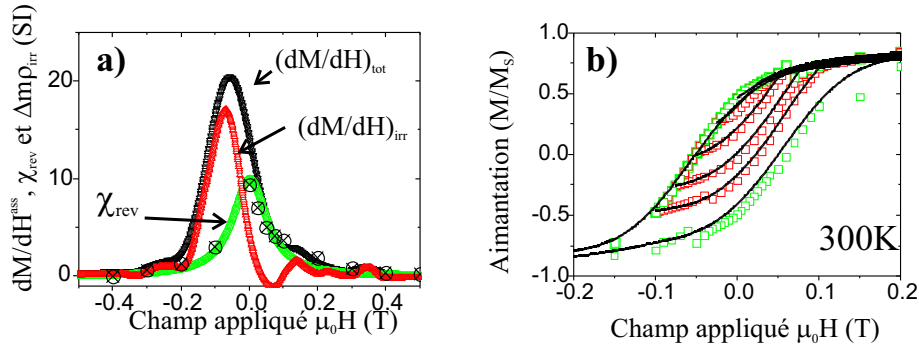 a)
dM/dHᵃˢˢ, χrev et Δmρirr (SI)
20
10
0
(dM/dH)tot
(dM/dH)irr
χrev
-0.4 -0.2 0.0 0.2 0.4
Champ appliqué μ₀H (T)
b)
Aimantation (M/Ms)
1.0
0.5
0.0
-0.5
-1.0
300K
-0.2 -0.1 0.0 0.1 0.2
Champ appliqué μ₀H (T)